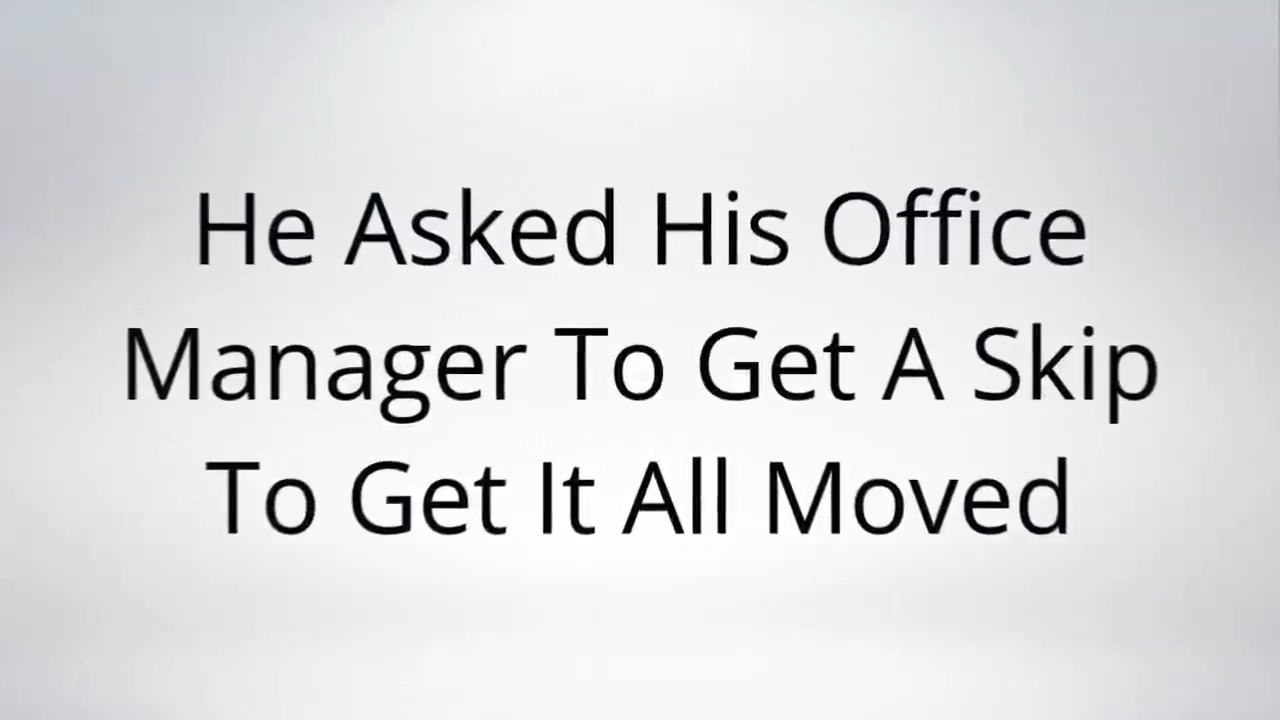 He Asked His Office
Manager To Get A Skip
To Get It All Moved